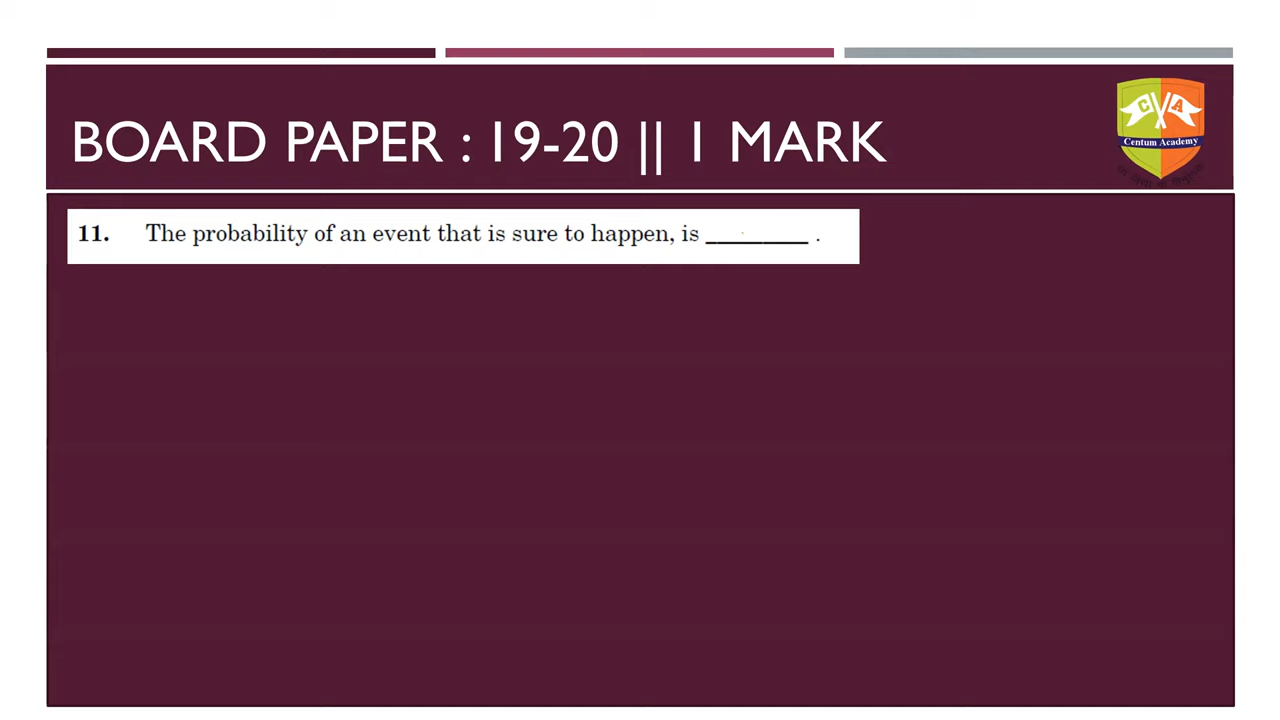 BOARD PAPER : 19-20 || 1 MARK
C A
Centum Academy
11. The probability of an event that is sure to happen, is ________ .